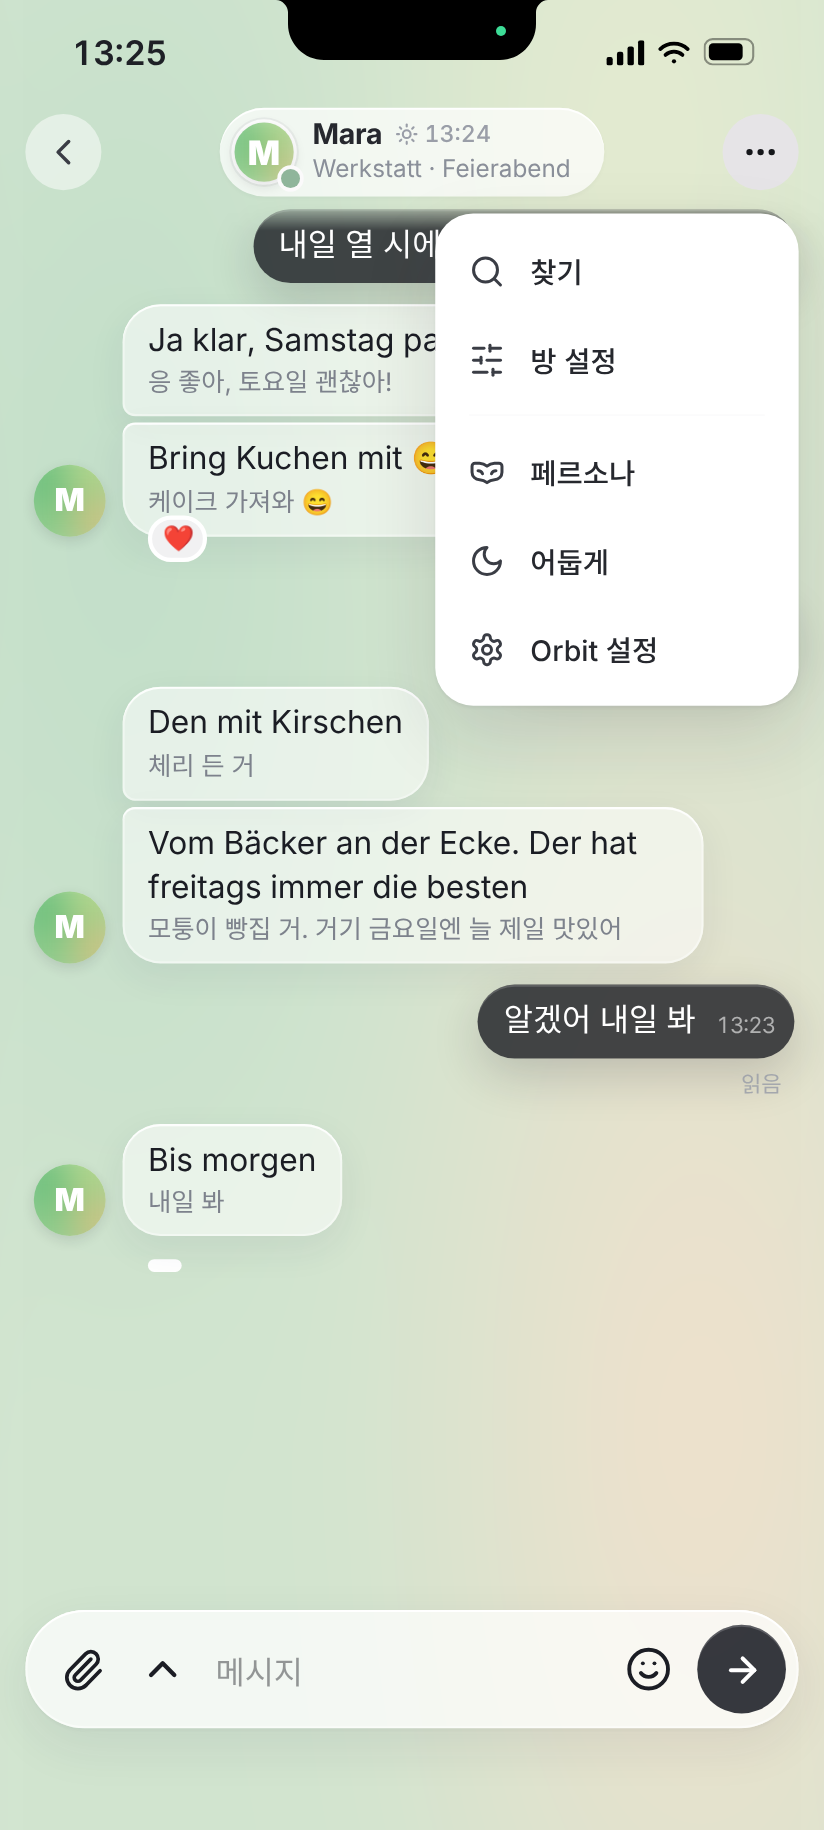 13:25
M
Mara 13:24
Werkstatt · Feierabend
내일 열 시에
찾기
방 설정
페르소나
어둡게
Orbit 설정
Ja klar, Samstag pa
응 좋아, 토요일 괜찮아!
Bring Kuchen mit 😄
케이크 가져와 😄
M
❤️
Den mit Kirschen
체리 든 거
Vom Bäcker an der Ecke. Der hat
freitags immer die besten
모퉁이 빵집 거. 거기 금요일엔 늘 제일 맛있어
M
알겠어 내일 봐 13:23
읽음
Bis morgen
내일 봐
M
메시지